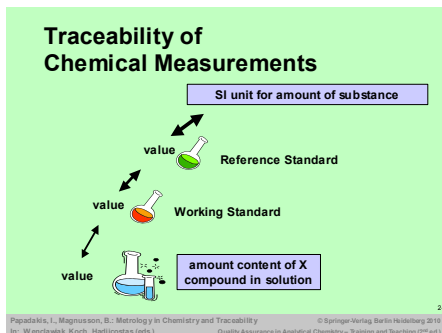 Traceability of
Chemical Measurements
SI unit for amount of substance
value
Reference Standard
value
Working Standard
value
amount content of X
compound in solution
2
Papadakis, I., Magnusson, B.: Metrology in Chemistry and Traceability
© Springer-Verlag Berlin Heidelberg 2010
In: Wenclawiak, Koch, Hadjicostas (eds.)
Quality Assurance in Analytical Chemistry – Training and Teaching (2nd ed.)